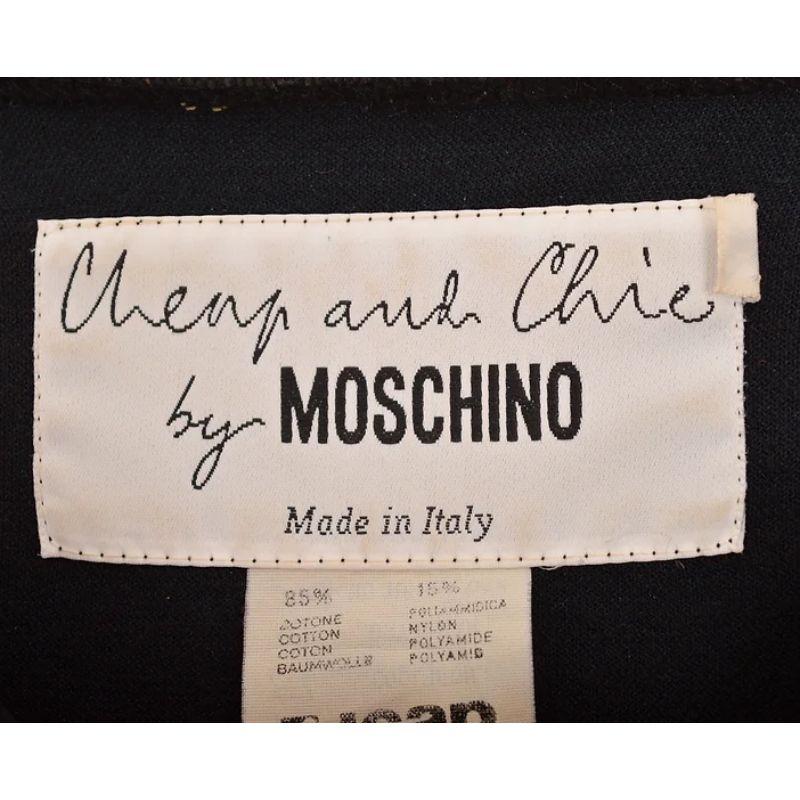 Cheap and Chic
by MOSCHINO
Made in Italy
85% 15%
COTONE POLIAMMIDICA
COTTON NYLON
COTON POLYAMIDE
BAUMWOLLE POLYAMID